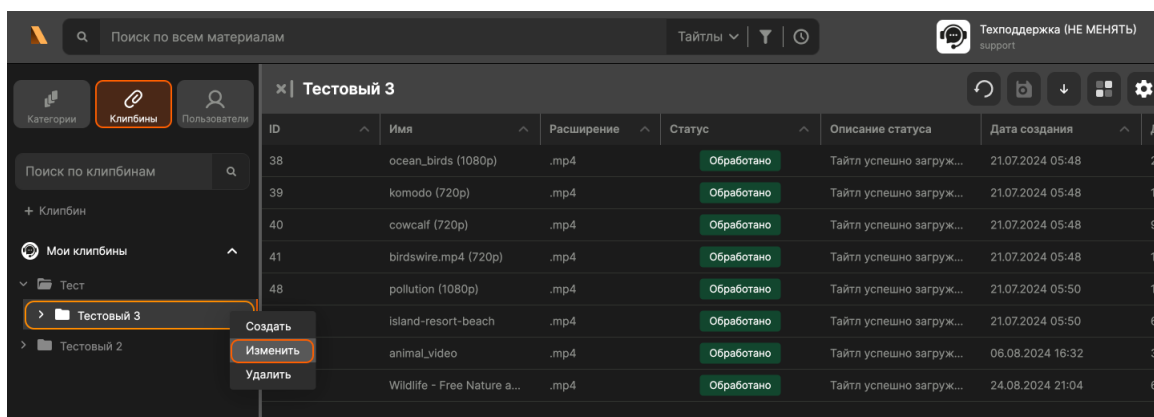 Поиск по всем материалам
Тайтлы
Техподдержка (НЕ МЕНЯТЬ)
support
Категории
Клипбины
Пользователи
Тестовый 3
ID Имя Расширение Статус Описание статуса Дата создания
Поиск по клипбинам
+ Клипбин
Мои клипбины
Тест
Тестовый 3
Тестовый 2
Создать
Изменить
Удалить
38 ocean_birds (1080p) .mp4 Обработано Тайтл успешно загруж... 21.07.2024 05:48
39 komodo (720p) .mp4 Обработано Тайтл успешно загруж... 21.07.2024 05:48
40 cowcalf (720p) .mp4 Обработано Тайтл успешно загруж... 21.07.2024 05:48
41 birdswire.mp4 (720p) .mp4 Обработано Тайтл успешно загруж... 21.07.2024 05:48
48 pollution (1080p) .mp4 Обработано Тайтл успешно загруж... 21.07.2024 05:50
island-resort-beach .mp4 Обработано Тайтл успешно загруж... 21.07.2024 05:50
animal_video .mp4 Обработано Тайтл успешно загруж... 06.08.2024 16:32
Wildlife - Free Nature a... .mp4 Обработано Тайтл успешно загруж... 24.08.2024 21:04